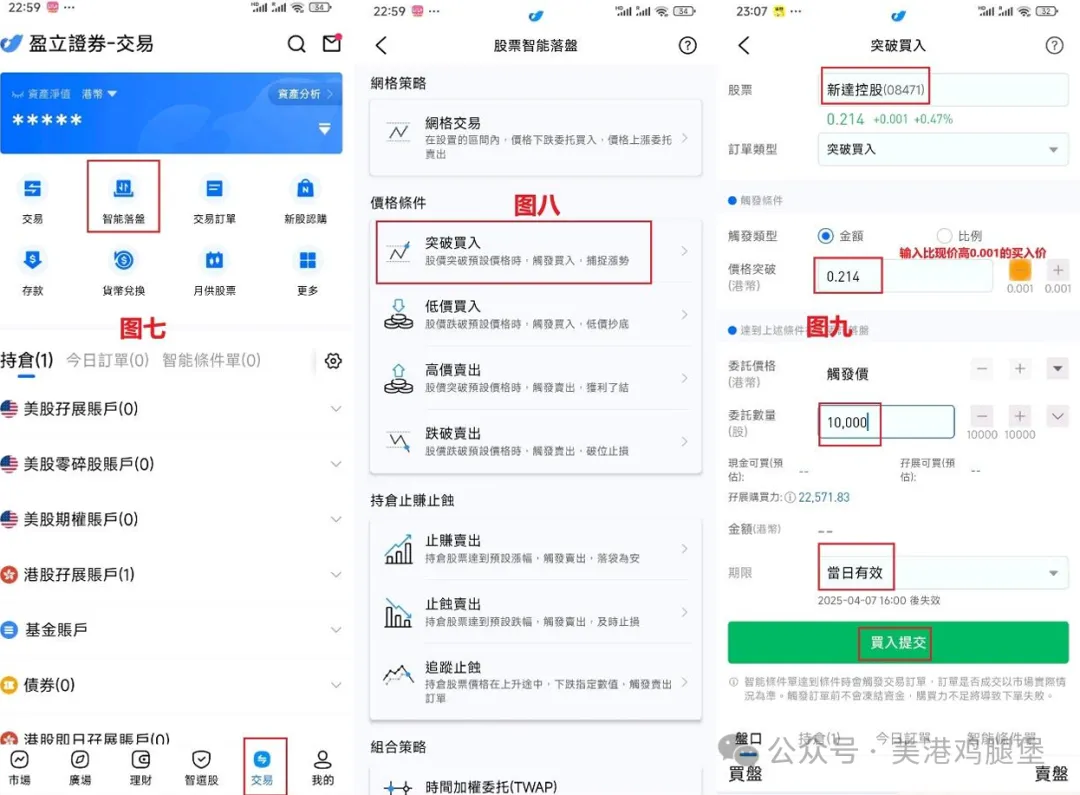 22:59
34
盈立證券-交易
資產淨值 港幣
資產分析
*****
交易
智能落盤
交易訂單
新股認購
存款
貨幣兌換
月供股票
更多
图七
持倉(1) 今日訂單(0) 智能條件單(0)
美股孖展賬戶(0)
美股零碎股賬戶(0)
美股期權賬戶(0)
港股孖展賬戶(1)
基金賬戶
債券(0)
港股即日孖展賬戶(0)
市場
廣場
理財
智選股
交易
我的
22:59
34
股票智能落盤
網格策略
網格交易
在設置的區間內，價格下跌委托買入，價格上漲委托
賣出
價格條件
图八
突破買入
股價突破預設價格時，觸發買入，捕捉漲勢
低價買入
股價跌破預設價格時，觸發買入，低價抄底
高價賣出
股價突破預設價格時，觸發賣出，獲利了結
跌破賣出
股價跌破預設價格時，觸發賣出，破位止損
持倉止賺止蝕
止賺賣出
持倉股票達到預設漲幅，觸發賣出，落袋為安
止蝕賣出
持倉股票達到預設跌幅，觸發賣出，及時止損
追蹤止蝕
持倉股票價格在上升途中，下跌指定數值，觸發賣出
訂單
組合策略
時間加權委托(TWAP)
23:07
32
突破買入
股票
新達控股(08471)
0.214 +0.001 +0.47%
訂單類型
突破買入
觸發條件
觸發類型
金額
比例
输入比现价高0.001的买入价
價格突破
(港幣)
0.214
0.001
0.001
图九
達到上述條件
落盤
委託價格
(港幣)
觸發價
委託數量
(股)
10,000
10000
10000
現金可買(預
估):
--
孖展可買(預
估):
--
孖展購買力: 22,571.83
金額(港幣)
--
期限
當日有效
2025-04-07 16:00 後失效
買入提交
智能條件單達到條件時會觸發交易訂單，訂單是否成交以市場實際情
況為準。觸發訂單前不會凍結資金，購買力不足將導致下單失敗。
盤口
持倉(1)
今日訂單
智能條件單
公众号 · 美港鸡腿堡
買盤
賣盤